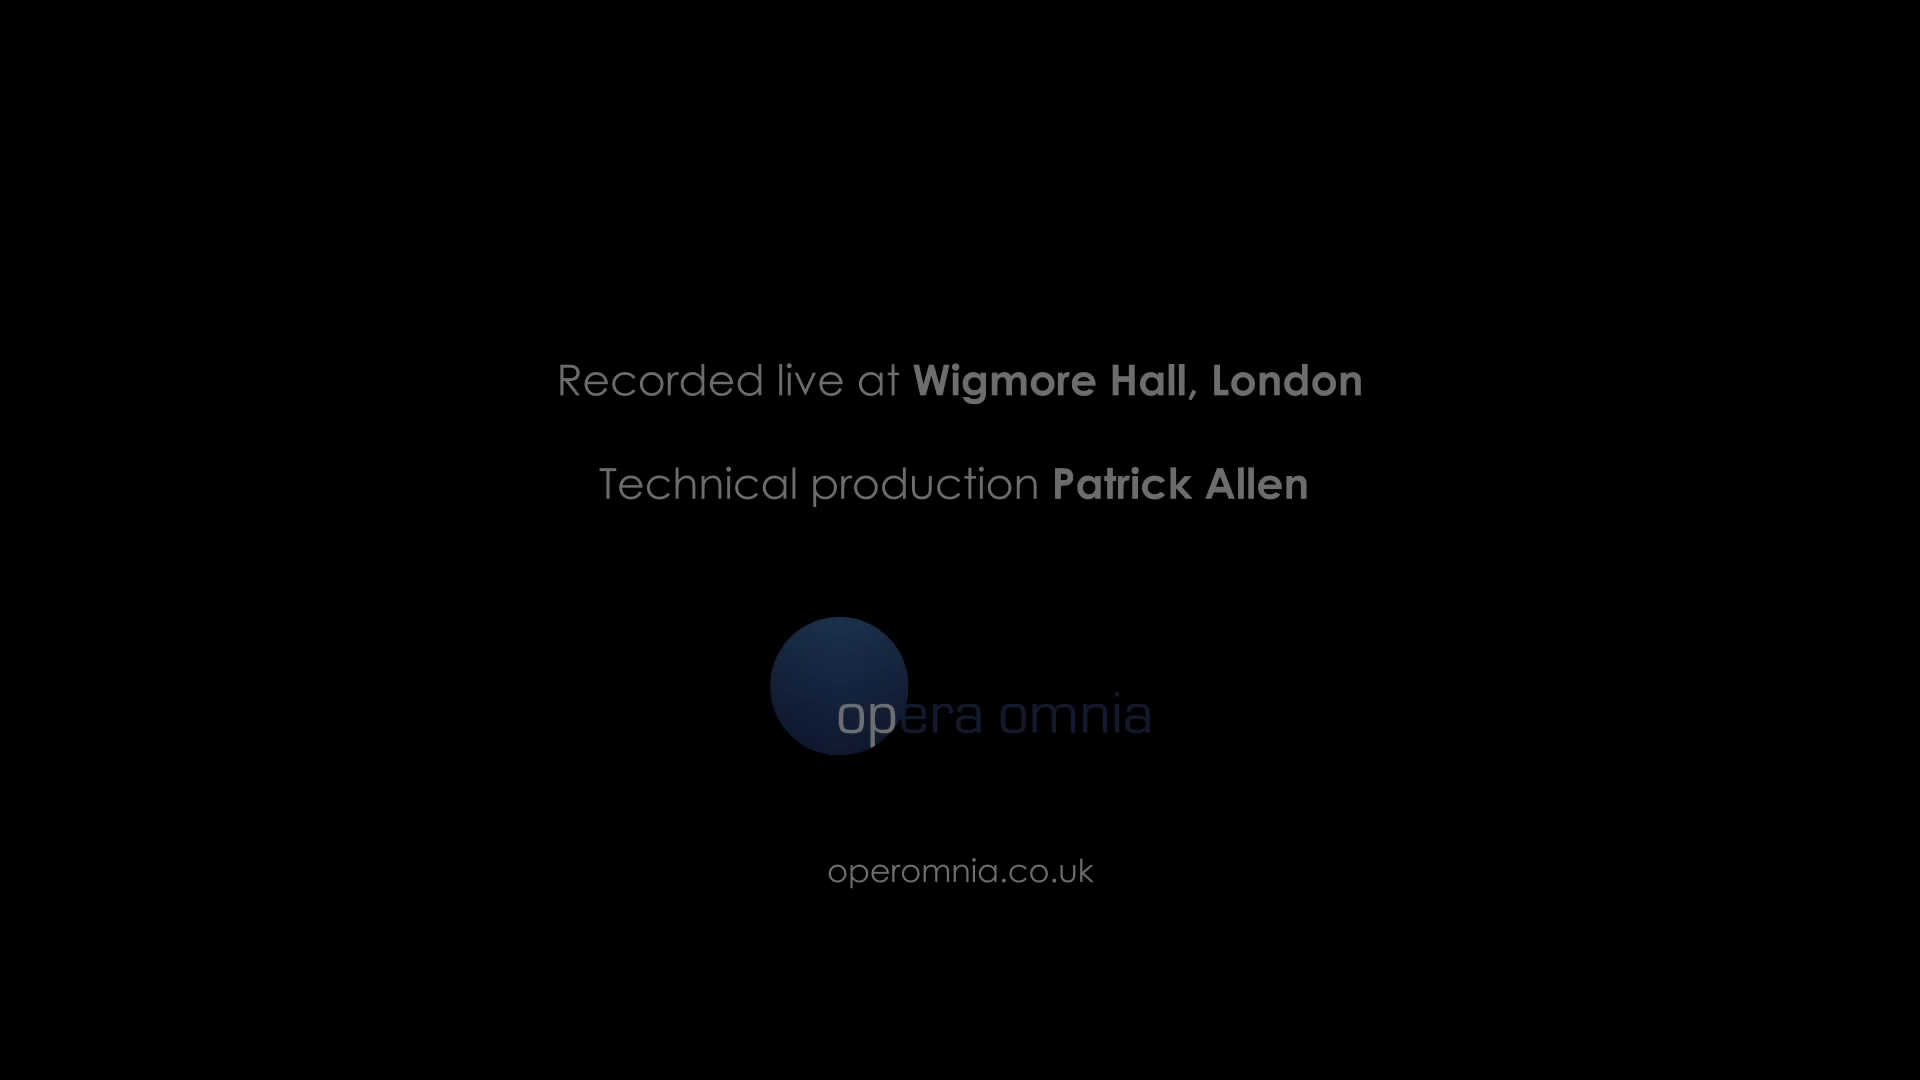 Recorded live at Wigmore Hall, London
Technical production Patrick Allen
opera omnia
operomnia.co.uk